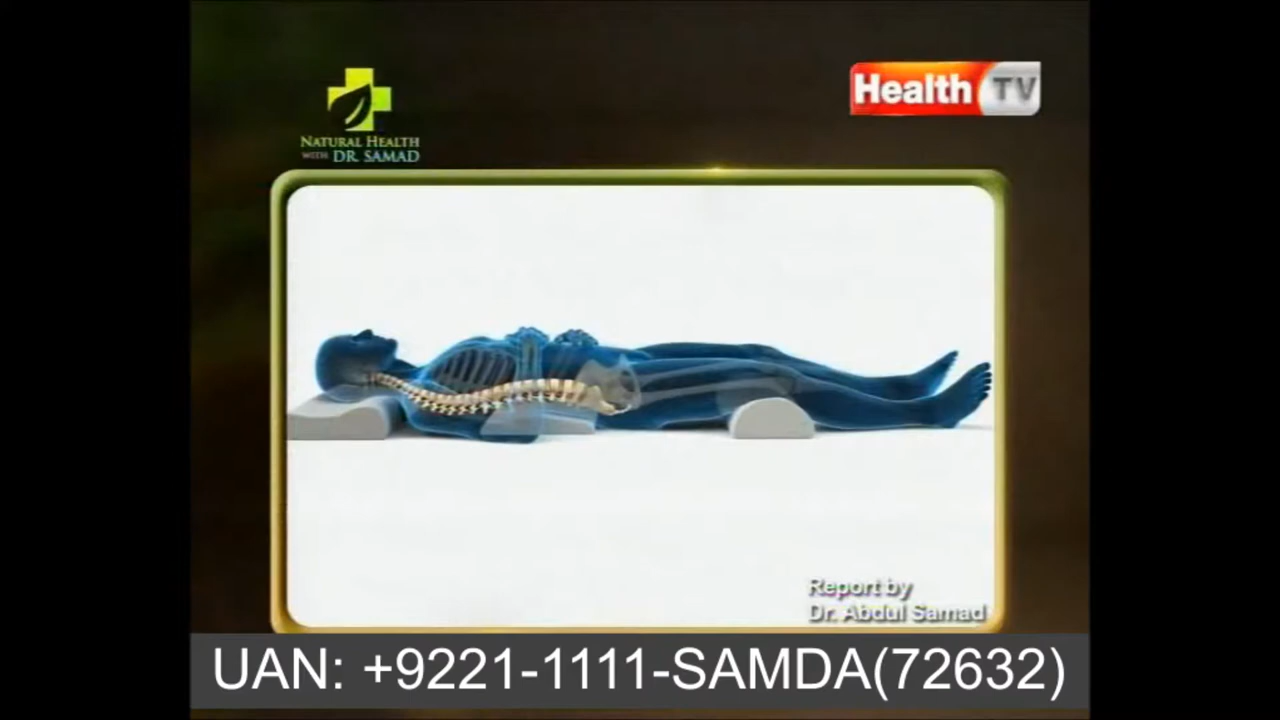 NATURAL HEALTH
WITH DR. SAMAD
Health TV
Report by
Dr. Abdul Samad
UAN: +9221-1111-SAMDA(72632)